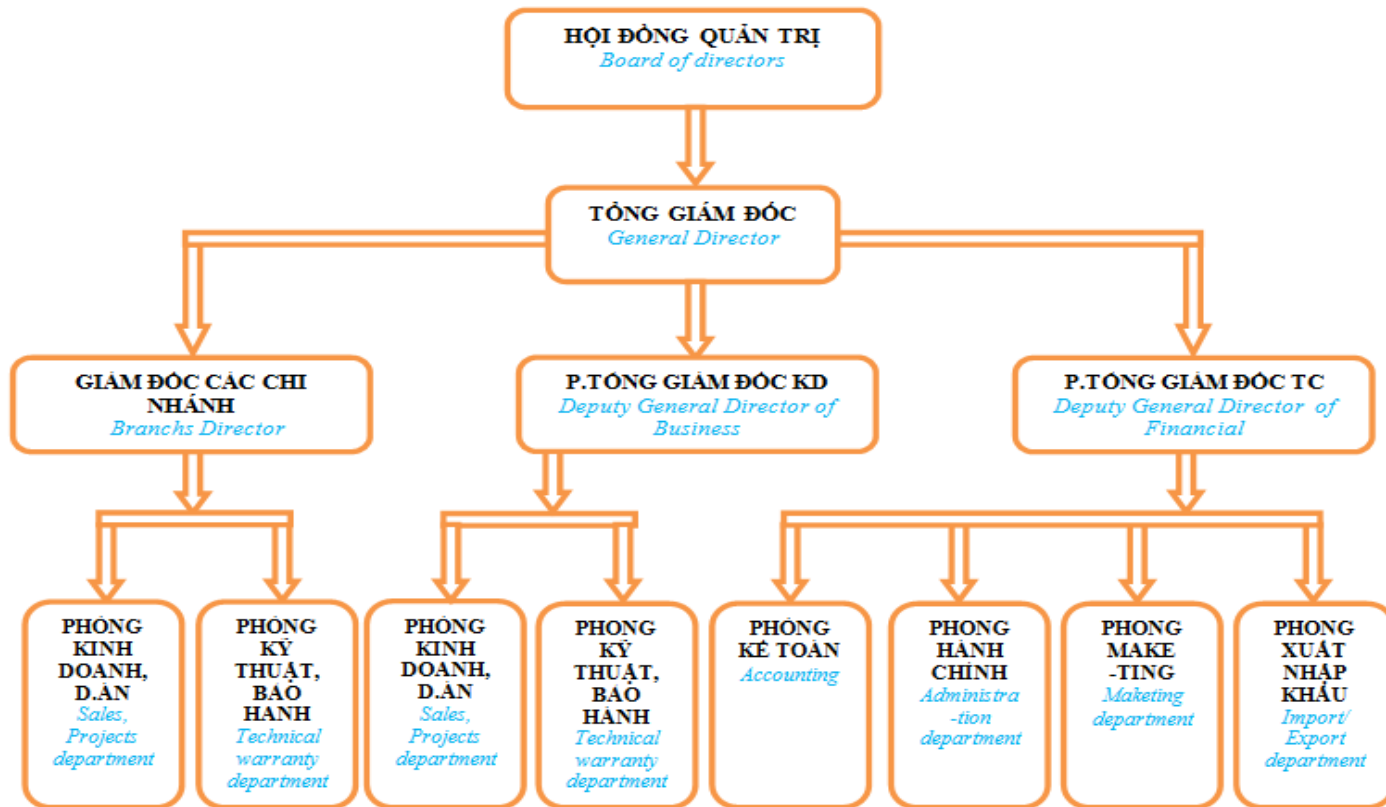 HỘI ĐỒNG QUẢN TRỊ
Board of directors
TỔNG GIÁM ĐỐC
General Director
GIÁM ĐỐC CÁC CHI
NHÁNH
Branchs Director
P.TỔNG GIÁM ĐỐC KD
Deputy General Director of
Business
P.TỔNG GIÁM ĐỐC TC
Deputy General Director of
Financial
PHÒNG
KINH
DOANH,
D.ÁN
Sales,
Projects
department
PHÒNG
KỸ
THUẬT,
BẢO
HÀNH
Technical
warranty
department
PHÒNG
KINH
DOANH,
D.ÁN
Sales,
Projects
department
PHÒNG
KỸ
THUẬT,
BẢO
HÀNH
Technical
warranty
department
PHÒNG
KẾ TOÁN
Accounting
PHÒNG
HÀNH
CHÍNH
Administra
-tion
department
PHÒNG
MAKE
-TING
Maketing
department
PHÒNG
XUẤT
NHẬP
KHẨU
Import/
Export
department